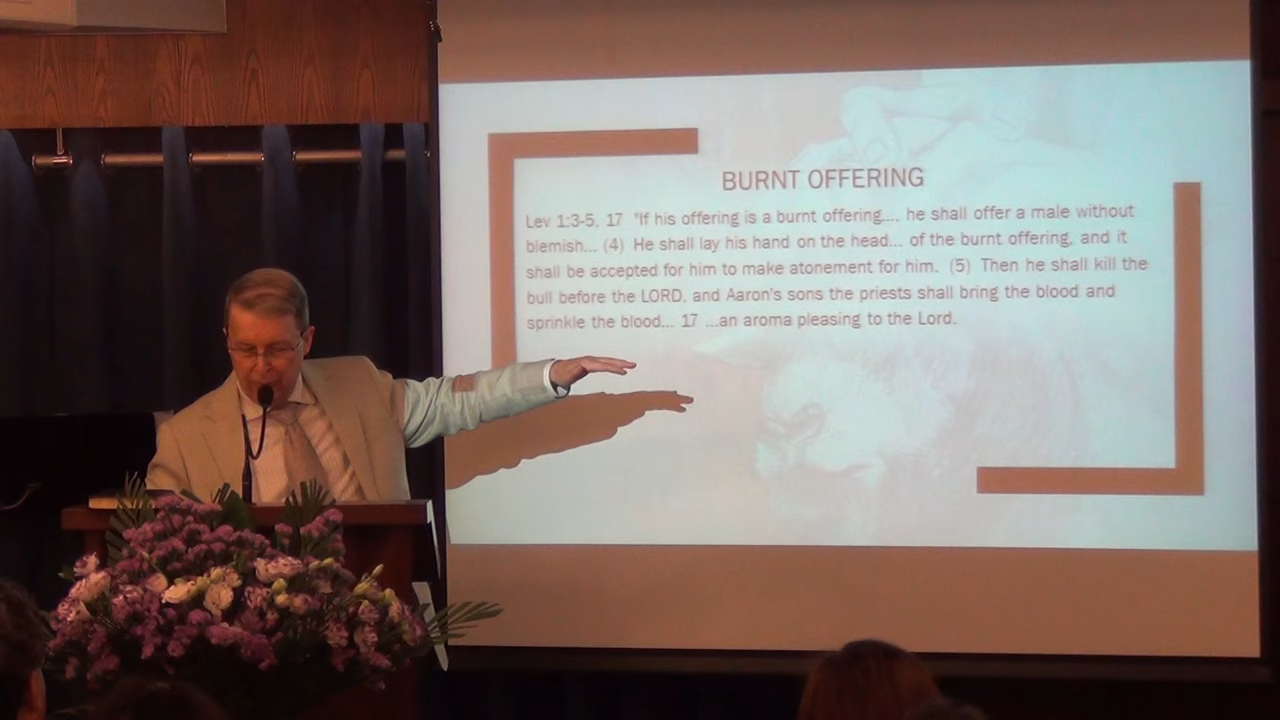 BURNT OFFERING
Lev 1:3-5, 17 "If his offering is a burnt offering.... he shall offer a male without
blemish... (4) He shall lay his hand on the head... of the burnt offering, and it
shall be accepted for him to make atonement for him. (5) Then he shall kill the
bull before the LORD. and Aaron's sons the priests shall bring the blood and
sprinkle the blood... 17 ...an aroma pleasing to the Lord.